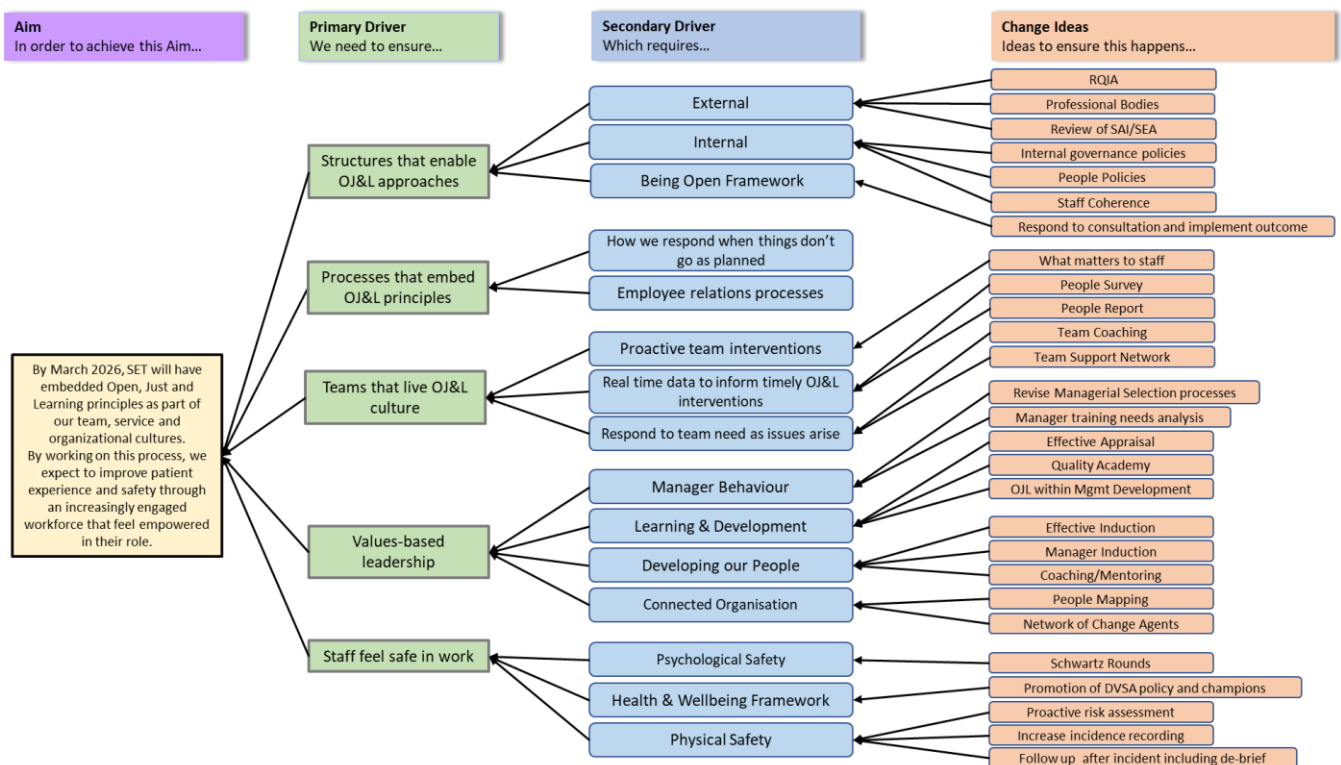 Aim
In order to achieve this Aim...
Primary Driver
We need to ensure...
Secondary Driver
Which requires...
Change Ideas
Ideas to ensure this happens...
By March 2026, SET will have
embedded Open, Just and
Learning principles as part of
our team, service and
organizational cultures.
By working on this process, we
expect to improve patient
experience and safety through
an increasingly engaged
workforce that feel empowered
in their role.
Structures that enable
OJ&L approaches
Processes that embed
OJ&L principles
Teams that live OJ&L
culture
Values-based
leadership
Staff feel safe in work
External
Internal
Being Open Framework
How we respond when things don't
go as planned
Employee relations processes
Proactive team interventions
Real time data to inform timely OJ&L
interventions
Respond to team need as issues arise
Manager Behaviour
Learning & Development
Developing our People
Connected Organisation
Psychological Safety
Health & Wellbeing Framework
Physical Safety
RQIA
Professional Bodies
Review of SAI/SEA
Internal governance policies
People Policies
Staff Coherence
Respond to consultation and implement outcome
What matters to staff
People Survey
People Report
Team Coaching
Team Support Network
Revise Managerial Selection processes
Manager training needs analysis
Effective Appraisal
Quality Academy
OJL within Mgmt Development
Effective Induction
Manager Induction
Coaching/Mentoring
People Mapping
Network of Change Agents
Schwartz Rounds
Promotion of DVSA policy and champions
Proactive risk assessment
Increase incidence recording
Follow up after incident including de-brief